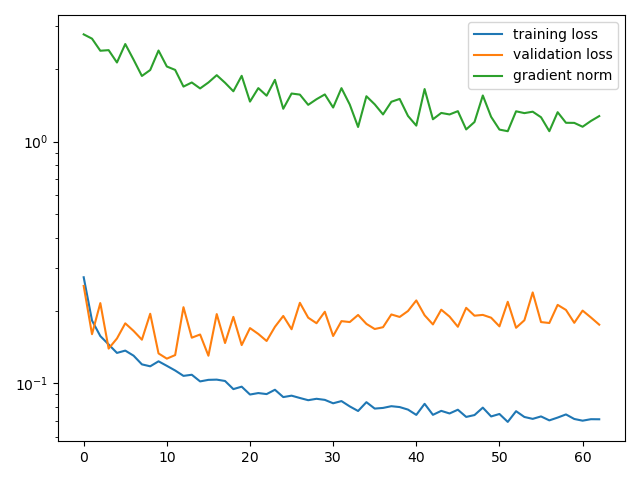 training loss
validation loss
gradient norm
10⁰
10⁻¹
0 10 20 30 40 50 60